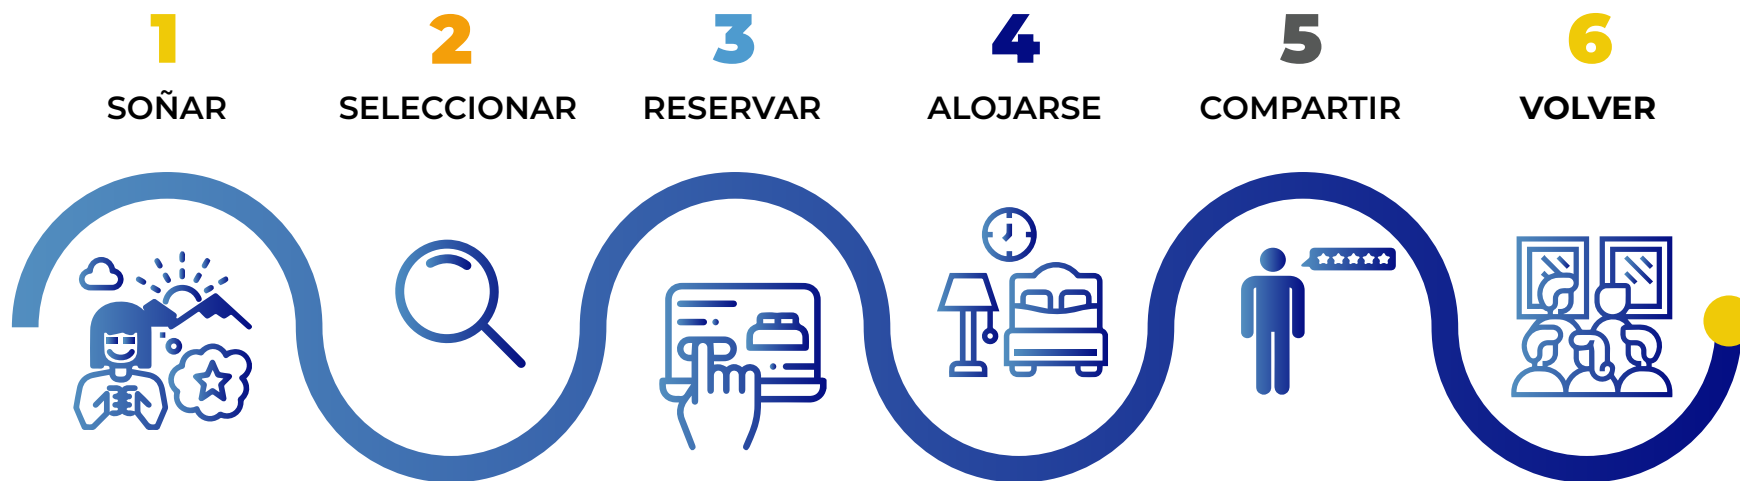 1
SOÑAR
2
SELECCIONAR
3
RESERVAR
4
ALOJARSE
5
COMPARTIR
6
VOLVER